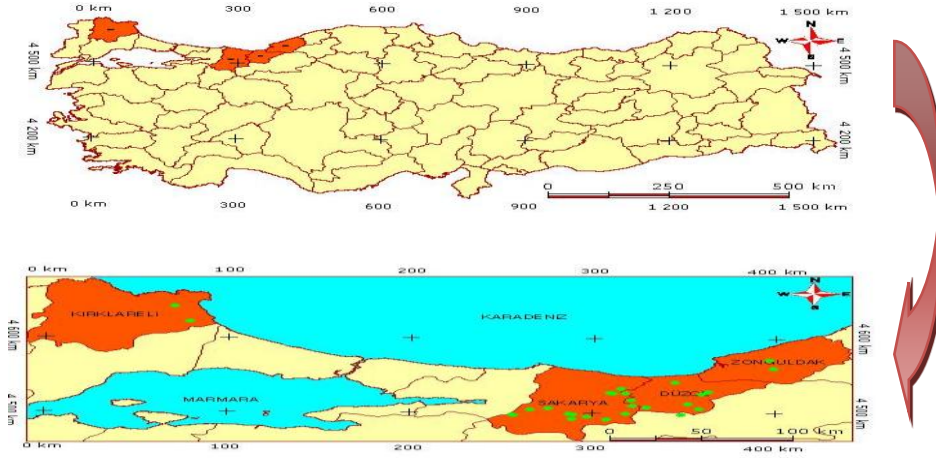 0 km 300 600 900 1 200 1 500 km
N
W E
S
4 500 km 4 500 km
4 200 km 4 200 km
0 250 500 km
0 km 300 600 900 1 200 1 500 km
0 km 100 200 300 400 km
N
W E
S
KIRKLARELI
KARADENZ
4 600 km 4 600 km
ZONGULDAK
MARMARA
SAKARYA
DÜZC
4 500 km 4 500 km
0 50 100 km
0 km 100 200 300 400 km